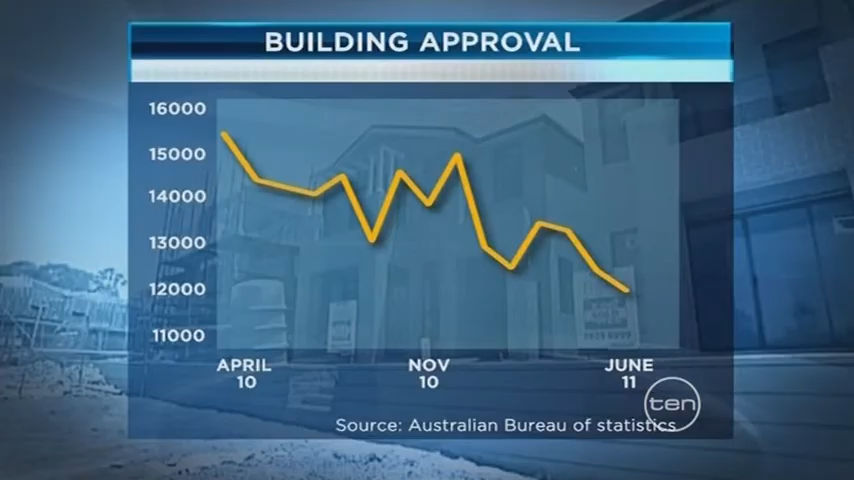 BUILDING APPROVAL
16000
15000
14000
13000
12000
11000
APRIL
10
NOV
10
JUNE
11
Source: Australian Bureau of statistics
ten